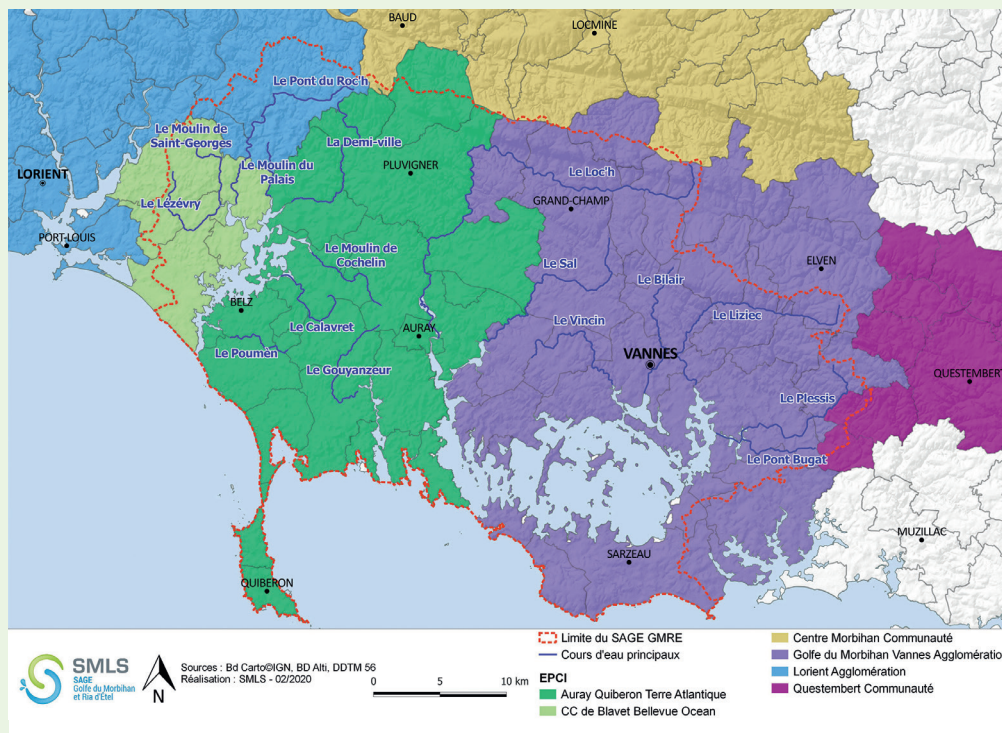 BAUD
LOCMINE
Le Pont du Roc'h
Le Moulin de
Saint-Georges
La Demi-ville
LORIENT
Le Moulin du
Palais
PLUVIGNER
Le Loc'h
Le Lézévry
GRAND-CHAMP
PORT-LOUIS
Le Moulin de
Cochelin
Le Sal
Le Bilair
ELVEN
BELZ
Le Calavret
AURAY
Le Vincin
Le Liziec
Le Poumèn
Le Gouyanzeur
VANNES
QUESTEMBERT
Le Plessis
Le Pont Bugat
MUZILLAC
SARZEAU
QUIBERON
SMLS
SAGE
Golfe du Morbihan
et Ria d'Étel
N
Sources : Bd Carto©IGN, BD Alti, DDTM 56
Réalisation : SMLS - 02/2020
0 5 10 km
Limite du SAGE GMRE
Cours d'eau principaux
EPCI
Auray Quiberon Terre Atlantique
CC de Blavet Bellevue Ocean
Centre Morbihan Communauté
Golfe du Morbihan Vannes Agglomératio
Lorient Agglomération
Questembert Communauté